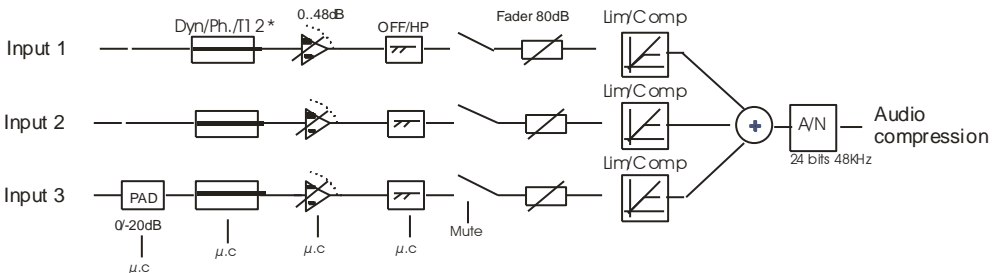 Dyn/Ph./T12*
0..48dB
OFF/HP
Fader 80dB
Lim/Comp
Input 1
Lim/Comp
Input 2
+
A/N
Audio
compression
24 bits 48KHz
Lim/Comp
Input 3
PAD
0/-20dB
Mute
μ.c
μ.c
μ.c
μ.c